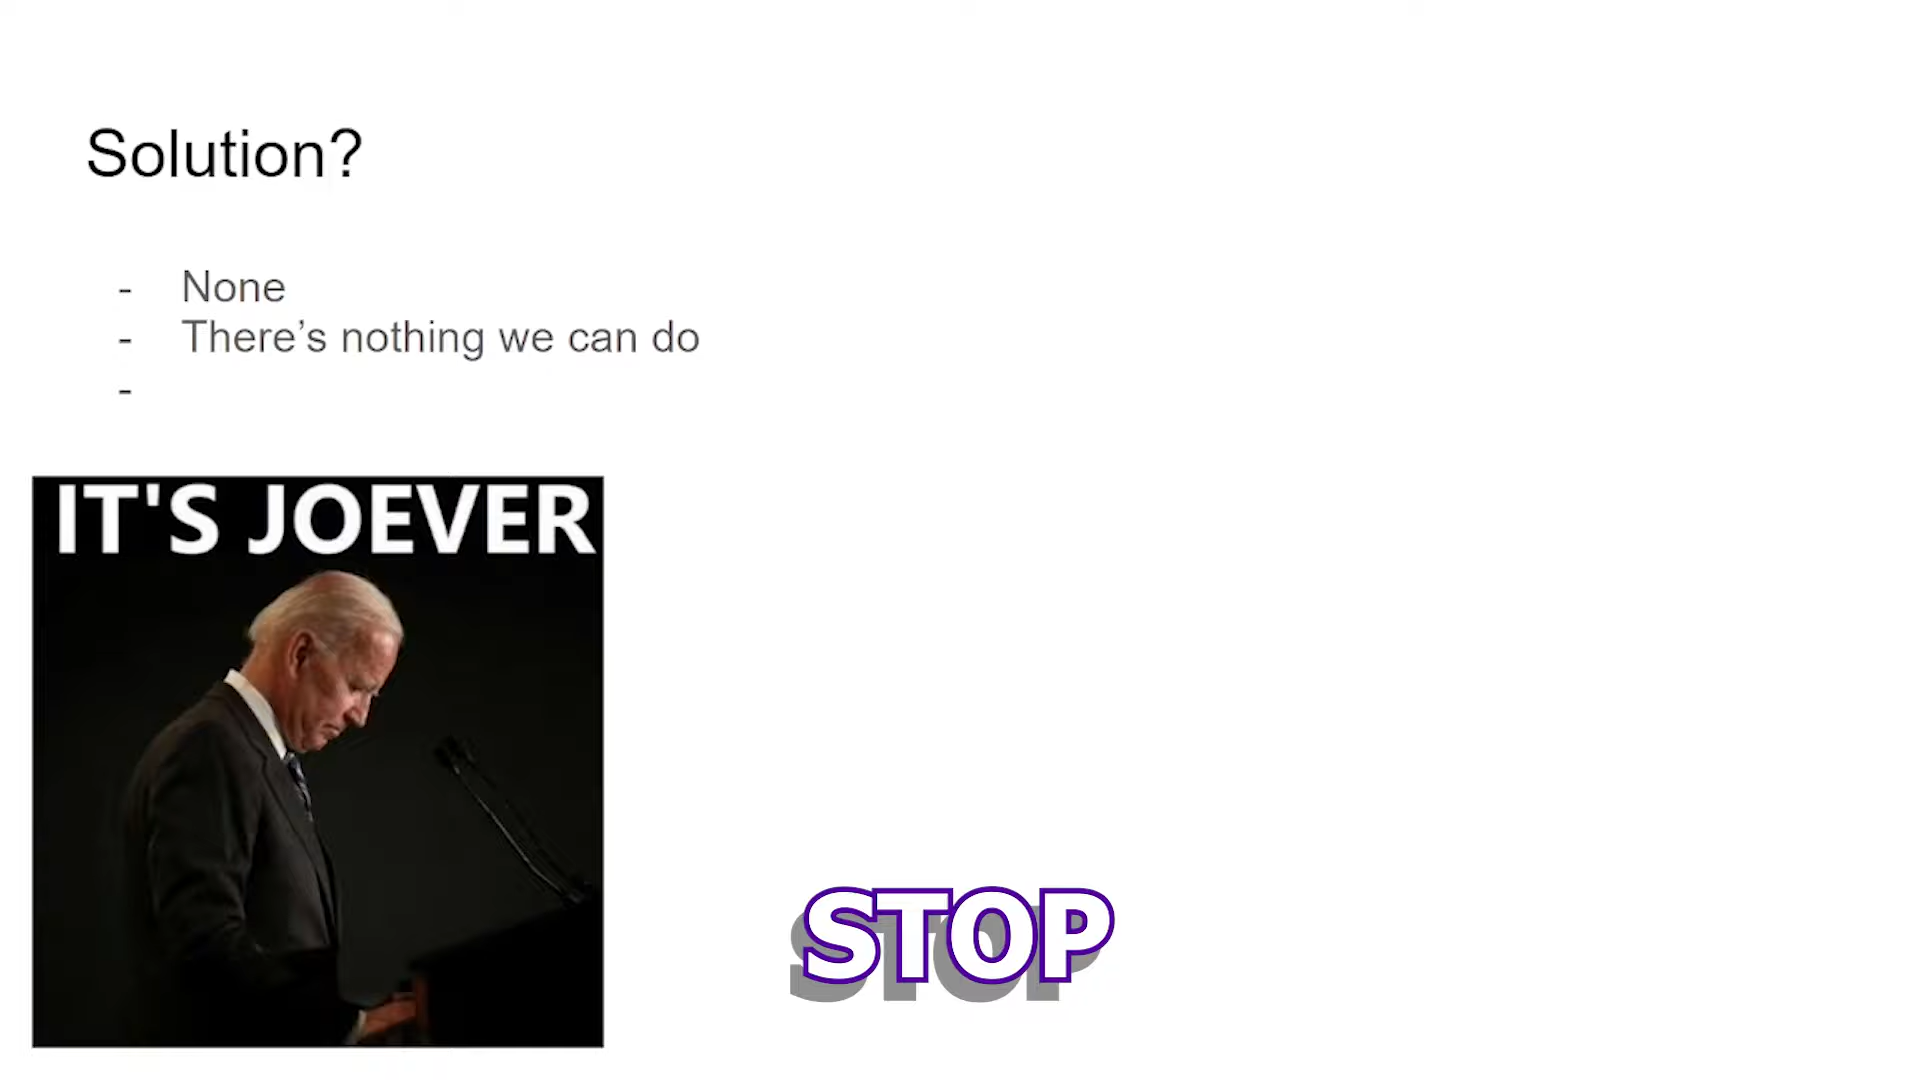 Solution?
- None
- There’s nothing we can do
-
IT'S JOEVER
STOP